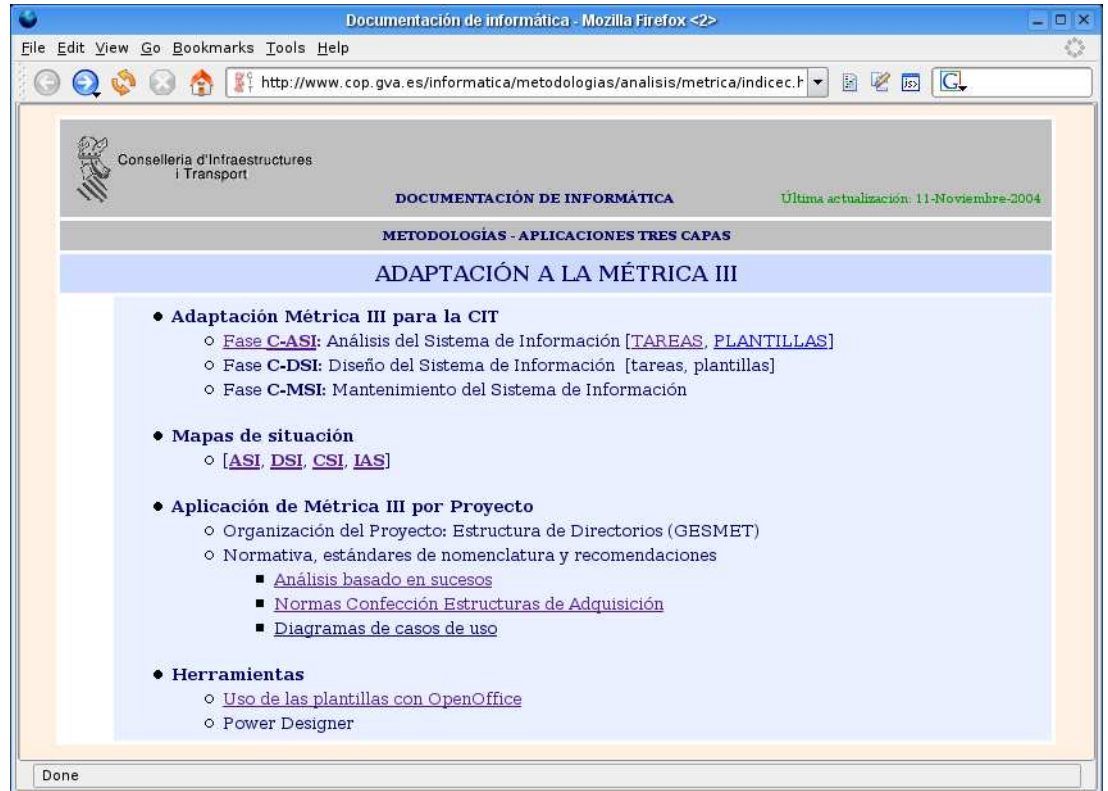 Documentación de informática - Mozilla Firefox <2>
File Edit View Go Bookmarks Tools Help
http://www.cop.gva.es/informatica/metodologias/analisis/metrica/indicec.h
G
Conselleria d'Infraestructures
i Transport
DOCUMENTACIÓN DE INFORMÁTICA
Última actualización: 11-Noviembre-2004
METODOLOGÍAS - APLICACIONES TRES CAPAS
ADAPTACIÓN A LA MÉTRICA III
Adaptación Métrica III para la CIT
Fase C-ASI: Análisis del Sistema de Información [TAREAS, PLANTILLAS]
Fase C-DSI: Diseño del Sistema de Información [tareas, plantillas]
Fase C-MSI: Mantenimiento del Sistema de Información
Mapas de situación
[ASI, DSI, CSI, IAS]
Aplicación de Métrica III por Proyecto
Organización del Proyecto: Estructura de Directorios (GESMET)
Normativa, estándares de nomenclatura y recomendaciones
Análisis basado en sucesos
Normas Confección Estructuras de Adquisición
Diagramas de casos de uso
Herramientas
Uso de las plantillas con OpenOffice
Power Designer
Done